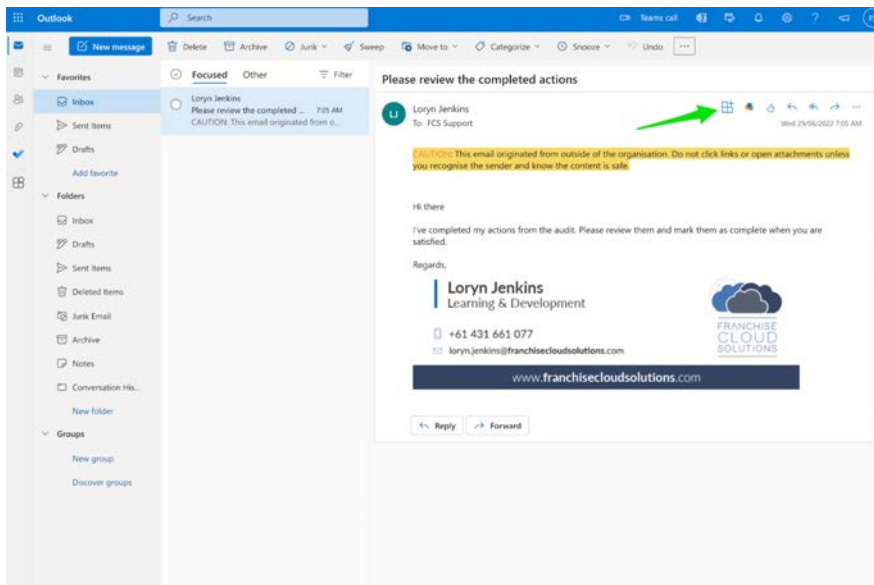 Outlook
Search
Teams call
New message
Delete
Archive
Junk
Sweep
Move to
Categorize
Snooze
Undo
Favorites
Inbox
Sent Items
Drafts
Add favorite
Folders
Inbox
Drafts
Sent Items
Deleted Items
Junk Email
Archive
Notes
Conversation His...
New folder
Groups
New group
Discover groups
Focused
Other
Filter
Loryn Jenkins
Please review the completed ... 7:05 AM
CAUTION: This email originated from o...
Please review the completed actions
LJ
Loryn Jenkins
To: FCS Support
Wed 29/06/2022 7:05 AM
CAUTION: This email originated from outside of the organisation. Do not click links or open attachments unless
you recognise the sender and know the content is safe.
Hi there
I've completed my actions from the audit. Please review them and mark them as complete when you are
satisfied.
Regards,
Loryn Jenkins
Learning & Development
+61 431 661 077
loryn.jenkins@franchisecloudsolutions.com
FRANCHISE
CLOUD
SOLUTIONS
www.franchisecloudsolutions.com
Reply
Forward